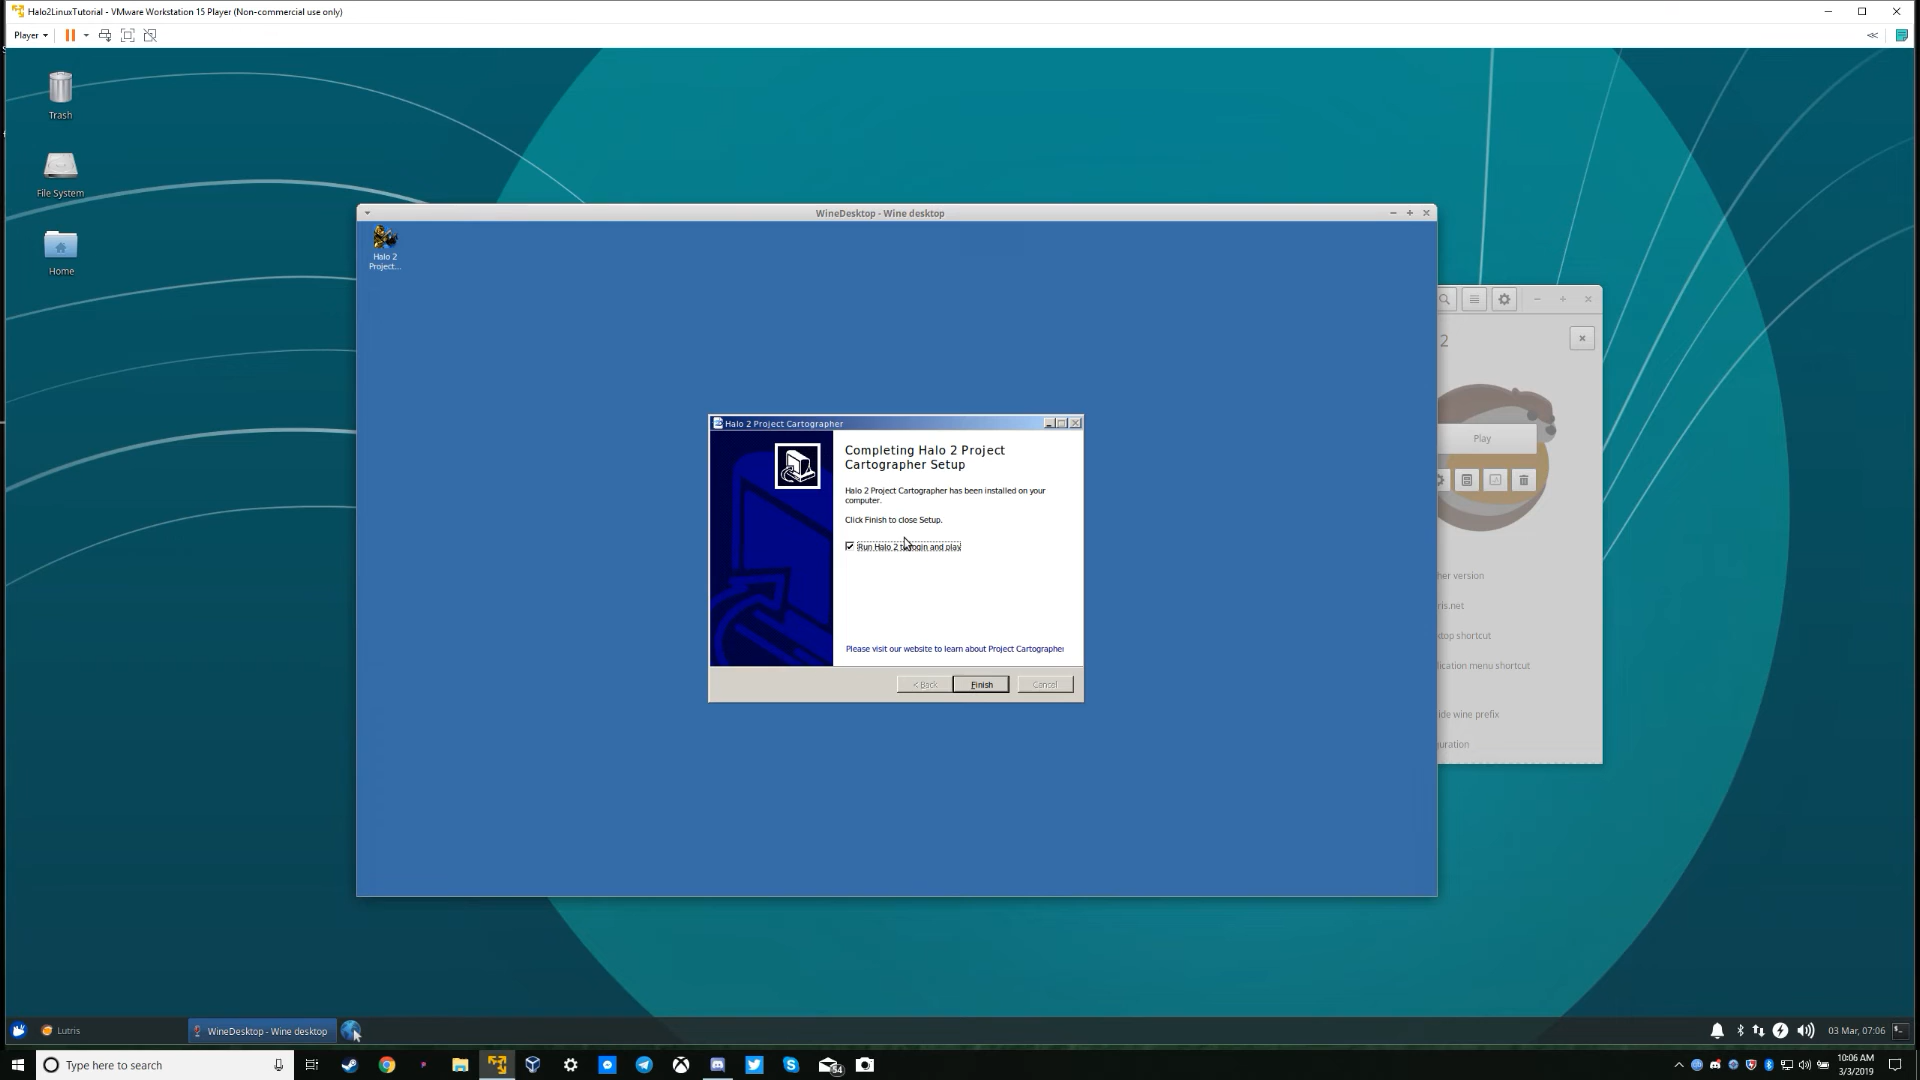 Halo2LinuxTutorial - VMware Workstation 15 Player (Non-commercial use only)
Player
Trash
File System
Home
WineDesktop - Wine desktop
Halo 2
Project...
2
Play
Halo 2 Project Cartographer
Completing Halo 2 Project
Cartographer Setup
Halo 2 Project Cartographer has been installed on your
computer.
Click Finish to close Setup.
Run Halo 2 to login and play
Please visit our website to learn about Project Cartographer
< Back
Finish
Cancel
her version
ris.net
ktop shortcut
lication menu shortcut
ide wine prefix
uration
Lutris
WineDesktop - Wine desktop
03 Mar, 07:06
Type here to search
54
10:06 AM
3/3/2019